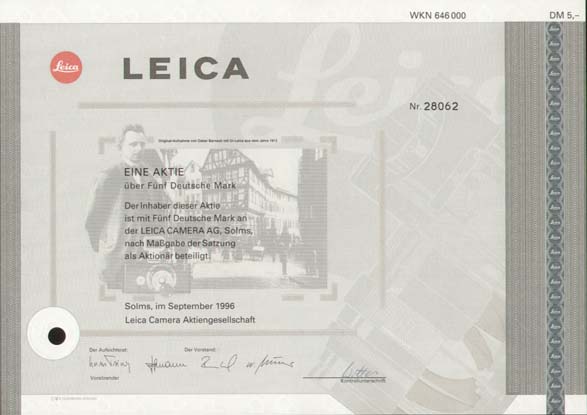 WKN 646 000 DM 5,–
Leica
LEICA
Nr. 28062
EINE AKTIE
über Fünf Deutsche Mark
Der Inhaber dieser Aktie
ist mit Fünf Deutsche Mark an
der LEICA CAMERA AG, Solms,
nach Maßgabe der Satzung
als Aktionär beteiligt.
Solms, im September 1996
Leica Camera Aktiengesellschaft
Der Aufsichtsrat: Der Vorstand:
Vorsitzender
Kontrollunterschrift